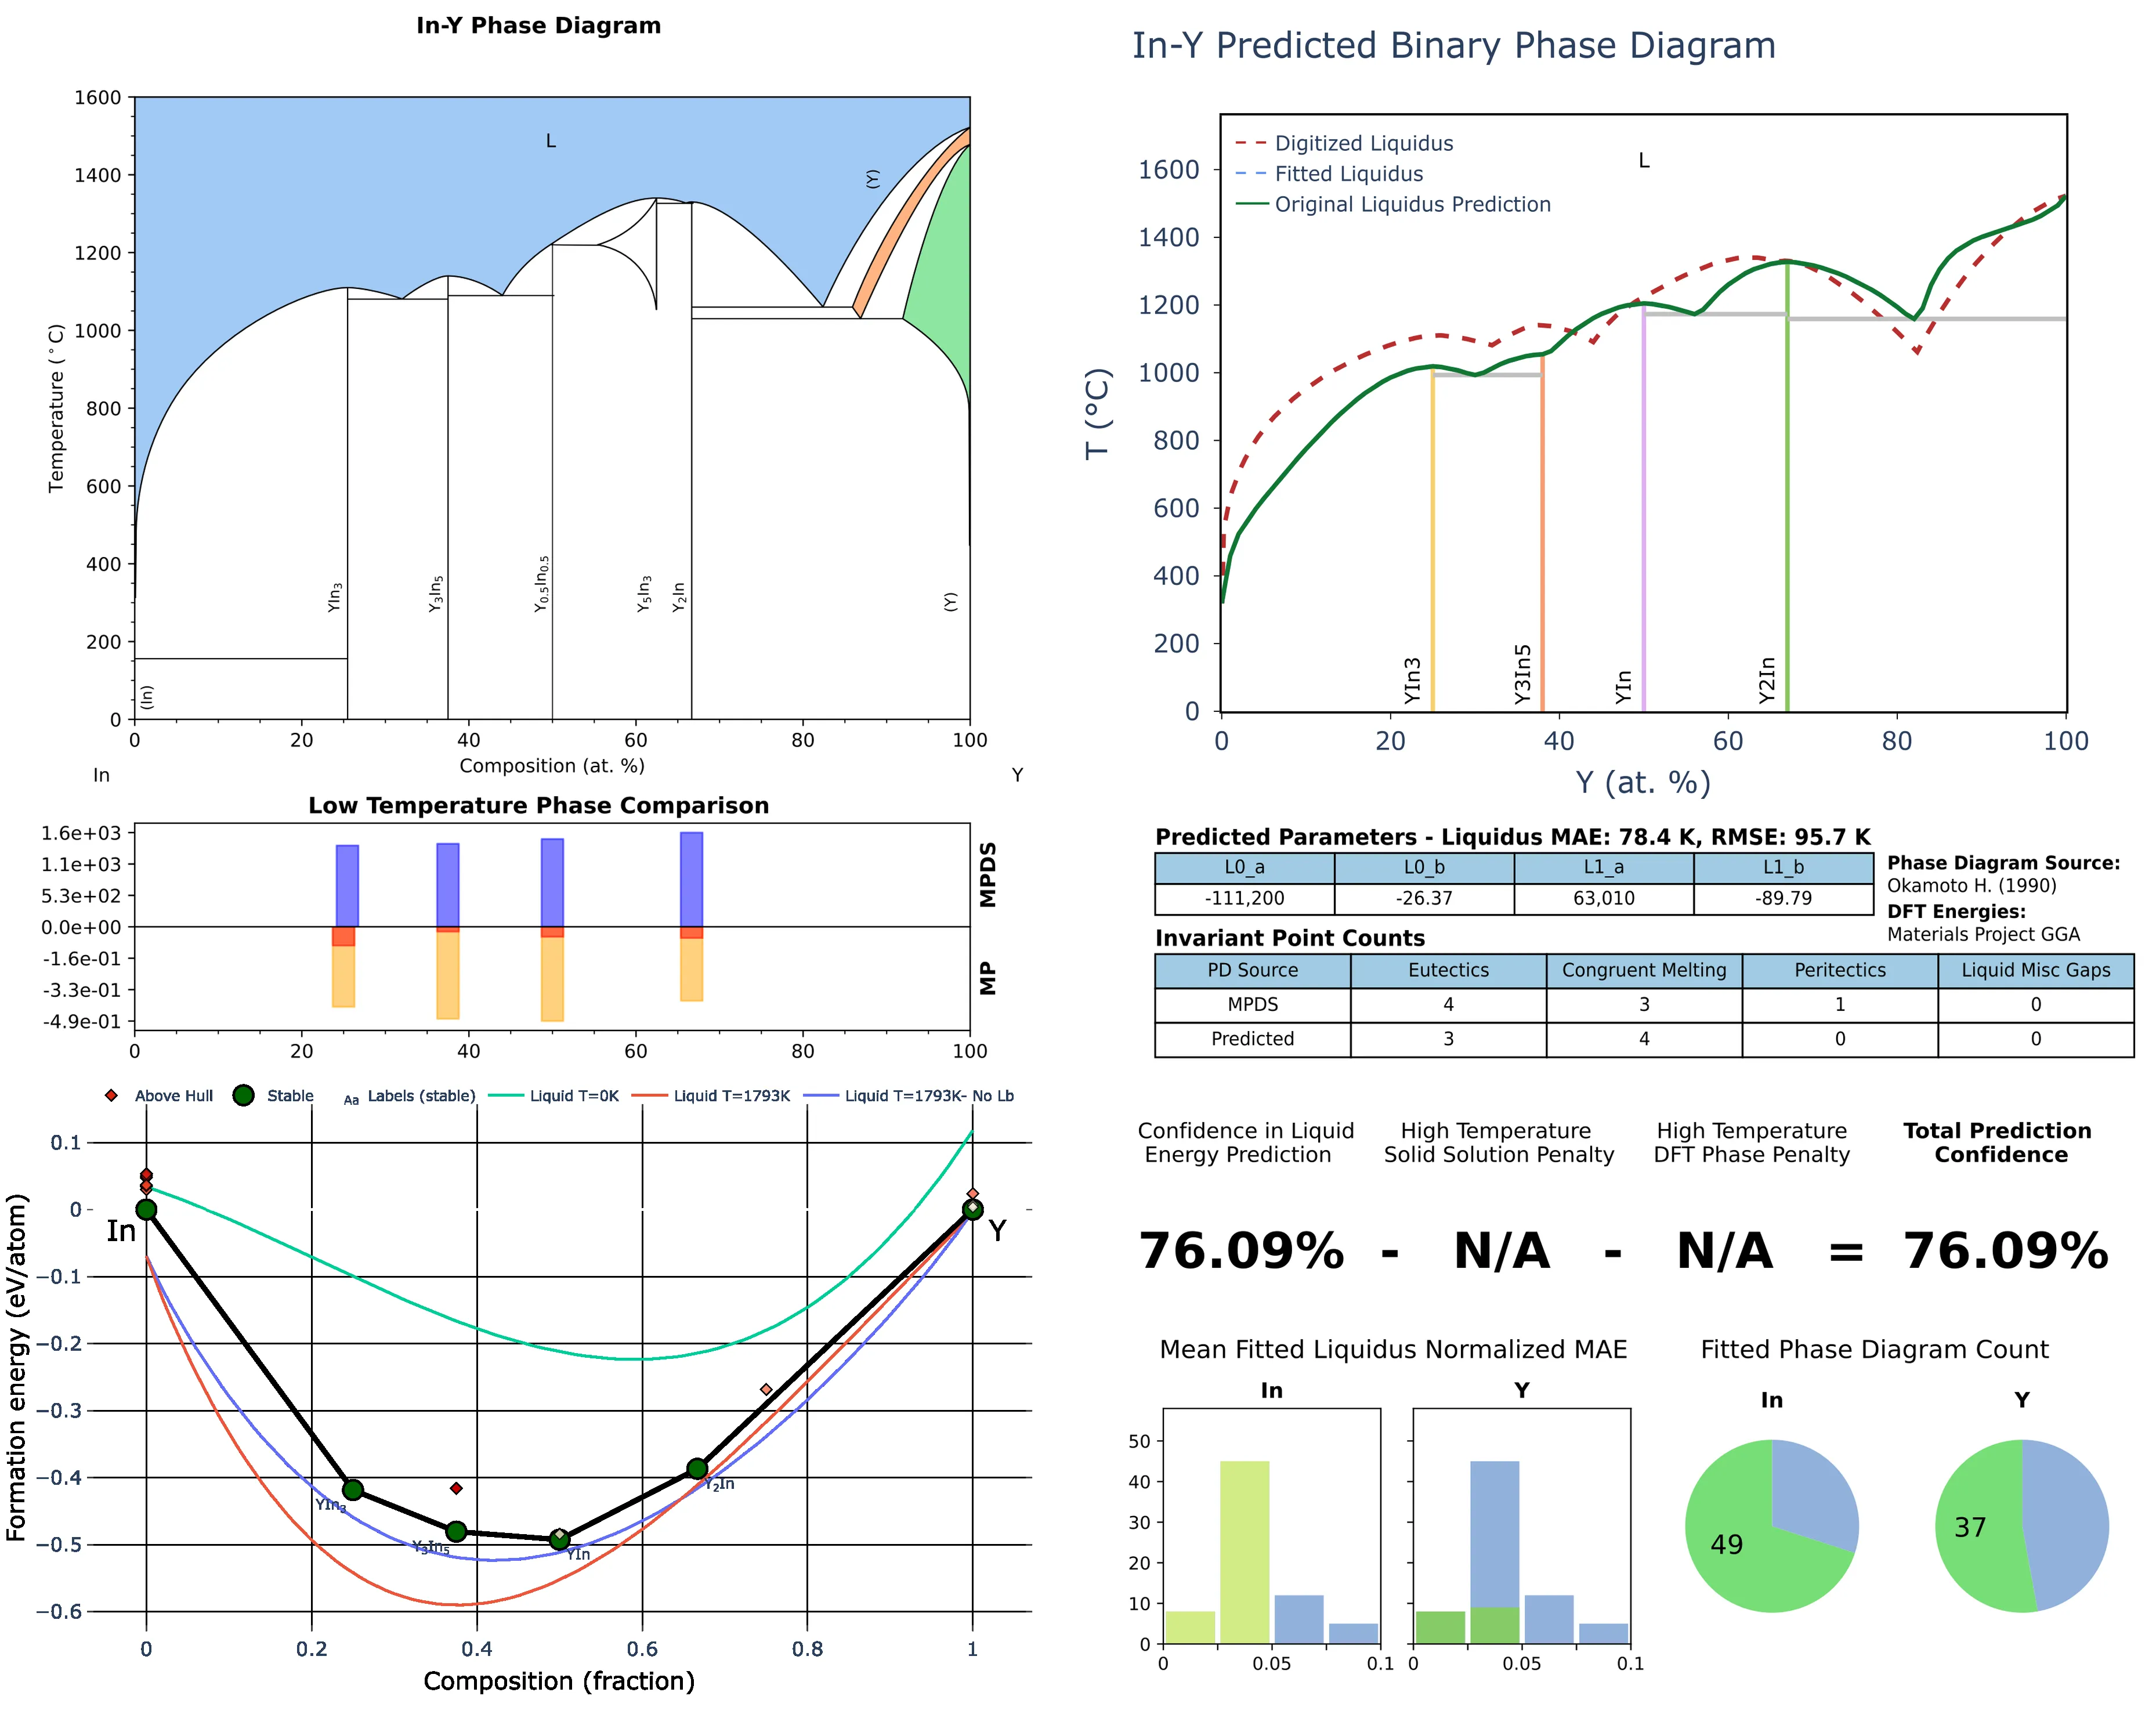 In-Y Phase Diagram
1600
1400
1200
1000
800
600
400
200
0
Temperature (°C)
L
(Y)
YIn3
Y3In5
Y0.5In0.5
Y5In3
Y2In
(Y)
(In)
0 20 40 60 80 100
Composition (at. %)
In Y
Low Temperature Phase Comparison
1.6e+03
1.1e+03
5.3e+02
0.0e+00
-1.6e-01
-3.3e-01
-4.9e-01
MPDS
MP
0 20 40 60 80 100
Above Hull Stable Aa Labels (stable) Liquid T=0K Liquid T=1793K Liquid T=1793K- No Lb
0.1
0
−0.1
−0.2
−0.3
−0.4
−0.5
−0.6
Formation energy (eV/atom)
In Y
YIn3
Y3In5
YIn
Y2In
0 0.2 0.4 0.6 0.8 1
Composition (fraction)
In-Y Predicted Binary Phase Diagram
Digitized Liquidus
Fitted Liquidus
Original Liquidus Prediction
L
1600
1400
1200
1000
800
600
400
200
0
T (°C)
YIn3
Y3In5
YIn
Y2In
0 20 40 60 80 100
Y (at. %)
Predicted Parameters - Liquidus MAE: 78.4 K, RMSE: 95.7 K
L0_a L0_b L1_a L1_b
-111,200 -26.37 63,010 -89.79
Phase Diagram Source:
Okamoto H. (1990)
DFT Energies:
Materials Project GGA
Invariant Point Counts
PD Source Eutectics Congruent Melting Peritectics Liquid Misc Gaps
MPDS 4 3 1 0
Predicted 3 4 0 0
Confidence in Liquid
Energy Prediction
High Temperature
Solid Solution Penalty
High Temperature
DFT Phase Penalty
Total Prediction
Confidence
76.09% - N/A - N/A = 76.09%
Mean Fitted Liquidus Normalized MAE
In Y
50
40
30
20
10
0
0 0.05 0.1
0 0.05 0.1
Fitted Phase Diagram Count
In Y
49 37